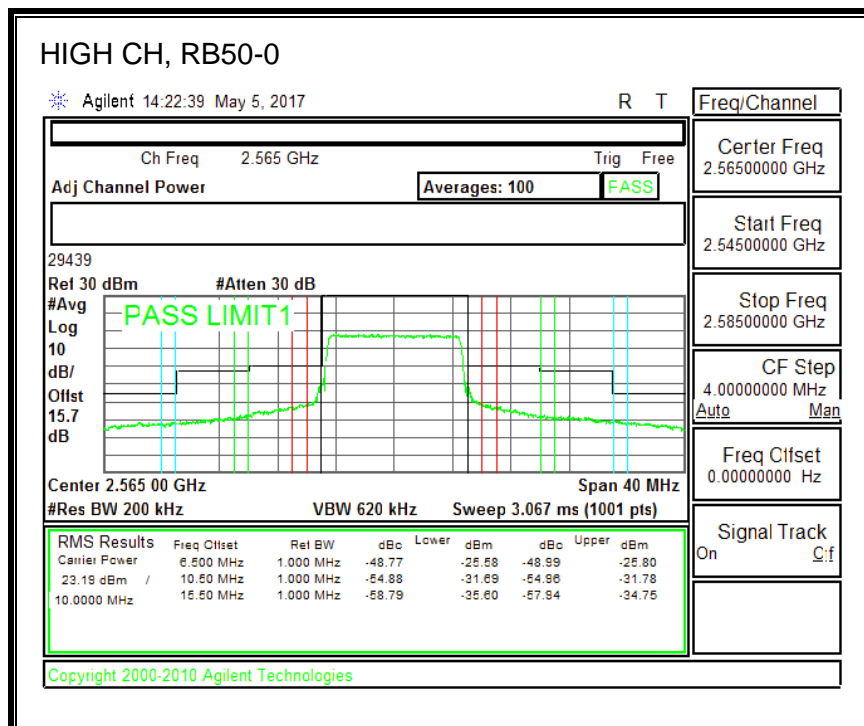 HIGH CH, RB50-0
Agilent 14:22:39 May 5, 2017 R T
Ch Freq 2.565 GHz Trig Free
Adj Channel Power Averages: 100 PASS
29439
Ref 30 dBm #Atten 30 dB
#Avg
Log
10
dB/
Offst
15.7
dB
PASS LIMIT1
Center 2.565 00 GHz Span 40 MHz
#Res BW 200 kHz VBW 620 kHz Sweep 3.067 ms (1001 pts)
RMS Results Freq Offset Ref BW dBc Lower dBm dBc Upper dBm
Carrier Power 6.500 MHz 1.000 MHz -48.77 -25.58 -48.99 -25.80
23.19 dBm / 10.50 MHz 1.000 MHz -54.88 -31.69 -54.96 -31.78
10.0000 MHz 15.50 MHz 1.000 MHz -58.79 -35.60 -57.94 -34.75
Copyright 2000-2010 Agilent Technologies
Freq/Channel
Center Freq
2.56500000 GHz
Start Freq
2.54500000 GHz
Stop Freq
2.58500000 GHz
CF Step
4.00000000 MHz
Auto Man
Freq Offset
0.00000000 Hz
Signal Track
On Off